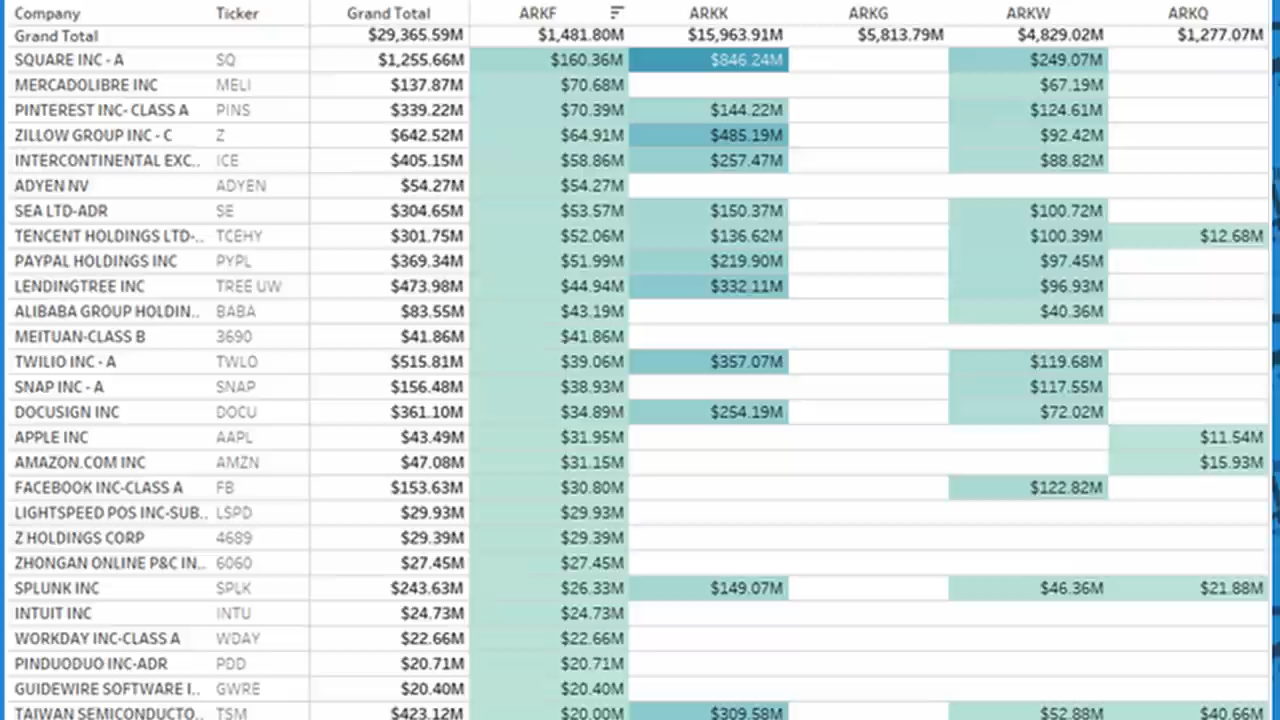 Company Ticker Grand Total ARKF ARKK ARKG ARKW ARKQ
Grand Total $29,365.59M $1,481.80M $15,963.91M $5,813.79M $4,829.02M $1,277.07M
SQUARE INC - A SQ $1,255.66M $160.36M $846.24M $249.07M
MERCADOLIBRE INC MELI $137.87M $70.68M $67.19M
PINTEREST INC- CLASS A PINS $339.22M $70.39M $144.22M $124.61M
ZILLOW GROUP INC - C Z $642.52M $64.91M $485.19M $92.42M
INTERCONTINENTAL EXC.. ICE $405.15M $58.86M $257.47M $88.82M
ADYEN NV ADYEN $54.27M $54.27M
SEA LTD-ADR SE $304.65M $53.57M $150.37M $100.72M
TENCENT HOLDINGS LTD-.. TCEHY $301.75M $52.06M $136.62M $100.39M $12.68M
PAYPAL HOLDINGS INC PYPL $369.34M $51.99M $219.90M $97.45M
LENDINGTREE INC TREE UW $473.98M $44.94M $332.11M $96.93M
ALIBABA GROUP HOLDIN.. BABA $83.55M $43.19M $40.36M
MEITUAN-CLASS B 3690 $41.86M $41.86M
TWILIO INC - A TWLO $515.81M $39.06M $357.07M $119.68M
SNAP INC - A SNAP $156.48M $38.93M $117.55M
DOCUSIGN INC DOCU $361.10M $34.89M $254.19M $72.02M
APPLE INC AAPL $43.49M $31.95M $11.54M
AMAZON.COM INC AMZN $47.08M $31.15M $15.93M
FACEBOOK INC-CLASS A FB $153.63M $30.80M $122.82M
LIGHTSPEED POS INC-SUB.. LSPD $29.93M $29.93M
Z HOLDINGS CORP 4689 $29.39M $29.39M
ZHONGAN ONLINE P&C IN.. 6060 $27.45M $27.45M
SPLUNK INC SPLK $243.63M $26.33M $149.07M $46.36M $21.88M
INTUIT INC INTU $24.73M $24.73M
WORKDAY INC-CLASS A WDAY $22.66M $22.66M
PINDUODUO INC-ADR PDD $20.71M $20.71M
GUIDEWIRE SOFTWARE I.. GWRE $20.40M $20.40M
TAIWAN SEMICONDUCTO.. TSM $423.12M $20.00M $309.58M $52.88M $40.66M